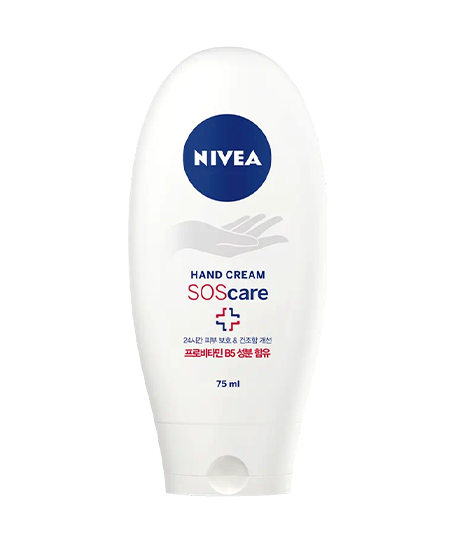 NIVEA
HAND CREAM
SOScare
24시간 피부 보호 & 건조함 개선
프로비타민 B5 성분 함유
75 ml